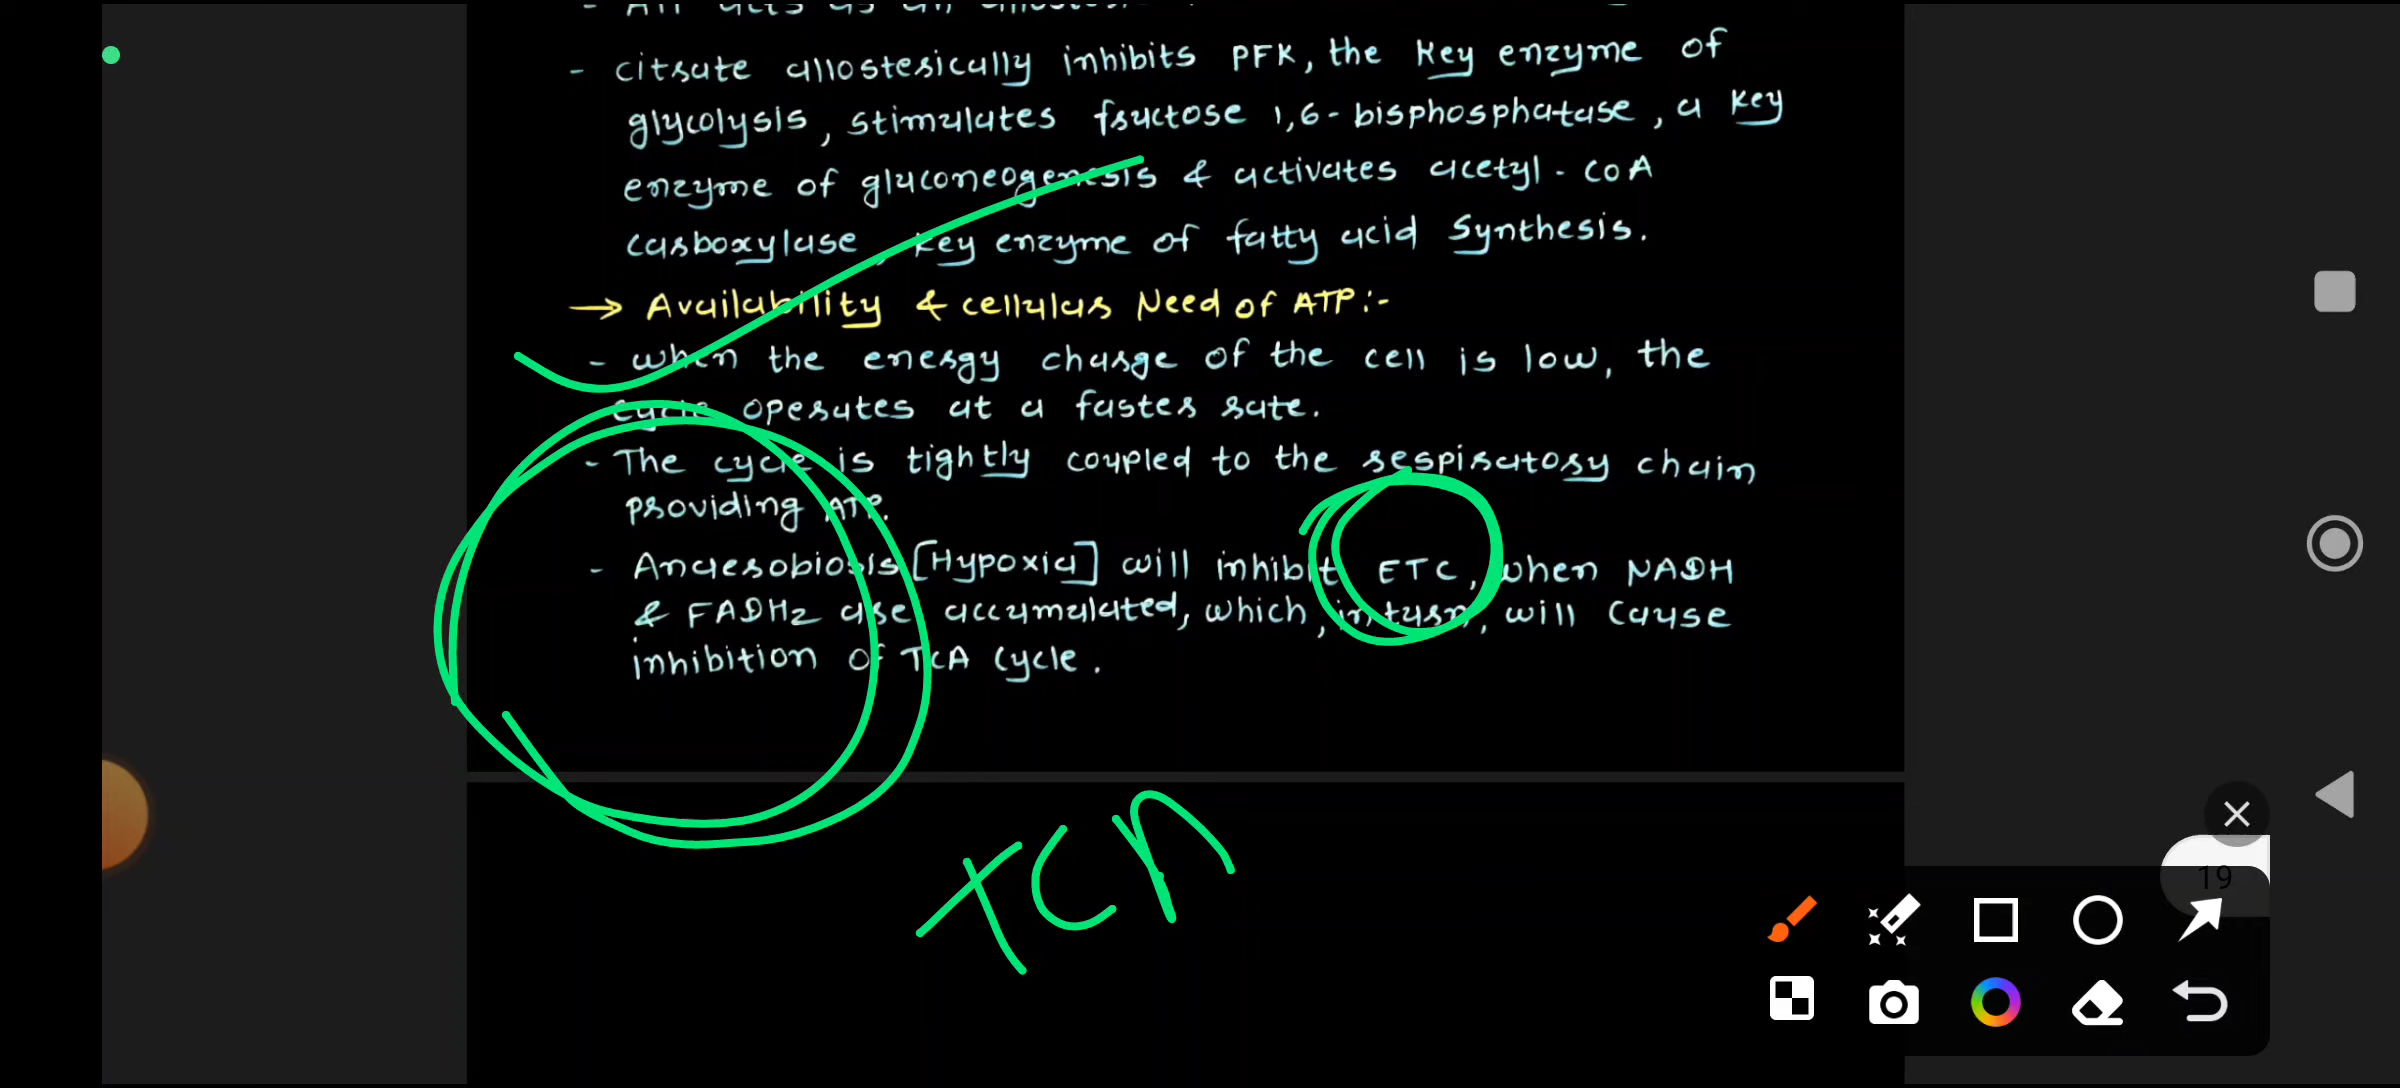 - citrate allosterically inhibits PFK, the key enzyme of
glycolysis, stimulates fructose 1,6-bisphosphatase, a key
enzyme of gluconeogenesis & activates acetyl-CoA
carboxylase, key enzyme of fatty acid synthesis.
→ Availability & cellular Need of ATP:-
- when the energy charge of the cell is low, the
cycle operates at a faster rate.
- The cycle is tightly coupled to the respiratory chain
providing ATP.
- Anaerobiosis [Hypoxia] will inhibit ETC, when NADH
& FADH2 are accumulated, which, in turn, will cause
inhibition of TCA cycle.
TCA
19